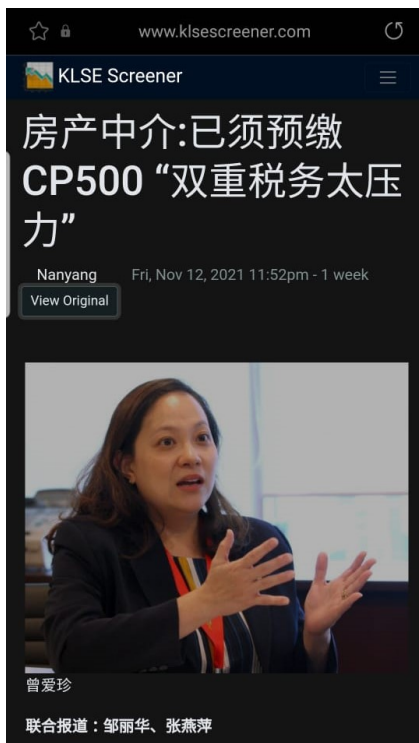 www.klsescreener.com
KLSE Screener
房产中介:已须预缴
CP500 “双重税务太压
力”
Nanyang Fri, Nov 12, 2021 11:52pm - 1 week
View Original
曾爱珍
联合报道：邹丽华、张燕萍